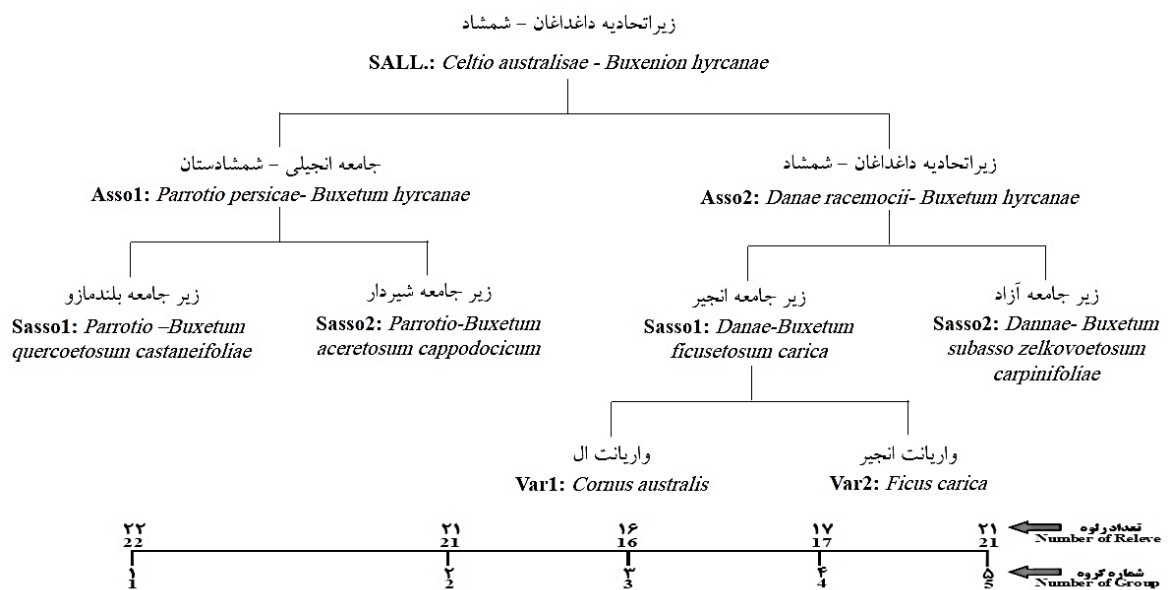 زیراتحادیه داغداغان – شمشاد
SALL.: Celtio australisae - Buxenion hyrcanae
جامعه انجیلی – شمشادستان
Asso1: Parrotio persicae- Buxetum hyrcanae
زیراتحادیه داغداغان – شمشاد
Asso2: Danae racemocii- Buxetum hyrcanae
زیر جامعه بلندمازو
Sasso1: Parrotio –Buxetum
quercoetosum castaneifoliae
زیر جامعه شیردار
Sasso2: Parrotio-Buxetum
aceretosum cappodocicum
زیر جامعه انجیر
Sasso1: Danae-Buxetum
ficusetosum carica
زیر جامعه آزاد
Sasso2: Dannae- Buxetum
subasso zelkovoetosum
carpinifoliae
واریانت ال
Var1: Cornus australis
واریانت انجیر
Var2: Ficus carica
۲۲ ۲۱ ۱۶ ۱۷ ۲۱ تعداد رلوه
22 21 16 17 21 Number of Releve
۱ ۲ ۳ ۴ ۵ شماره گروه
1 2 3 4 5 Number of Group